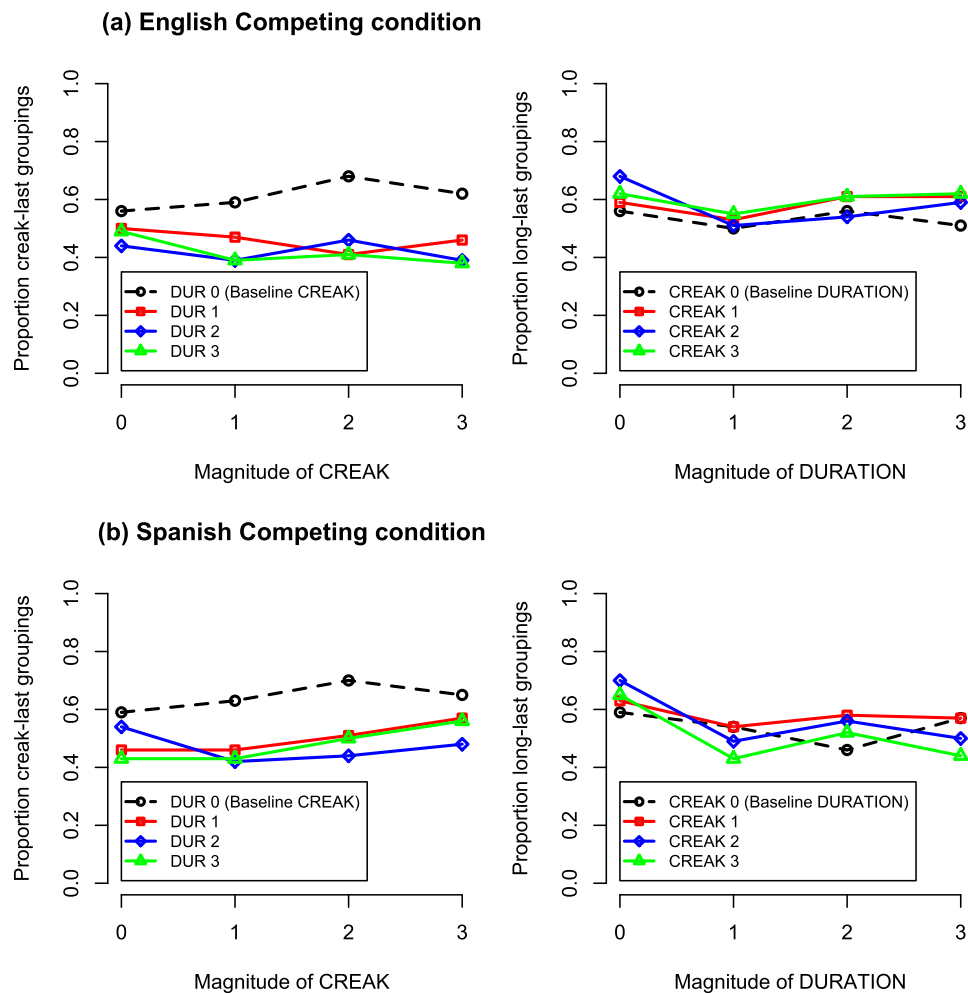 (a) English Competing condition
Proportion creak-last groupings
1.0
0.8
0.6
0.4
0.2
0.0
DUR 0 (Baseline CREAK)
DUR 1
DUR 2
DUR 3
0 1 2 3
Magnitude of CREAK
Proportion long-last groupings
1.0
0.8
0.6
0.4
0.2
0.0
CREAK 0 (Baseline DURATION)
CREAK 1
CREAK 2
CREAK 3
0 1 2 3
Magnitude of DURATION
(b) Spanish Competing condition
Proportion creak-last groupings
1.0
0.8
0.6
0.4
0.2
0.0
DUR 0 (Baseline CREAK)
DUR 1
DUR 2
DUR 3
0 1 2 3
Magnitude of CREAK
Proportion long-last groupings
1.0
0.8
0.6
0.4
0.2
0.0
CREAK 0 (Baseline DURATION)
CREAK 1
CREAK 2
CREAK 3
0 1 2 3
Magnitude of DURATION